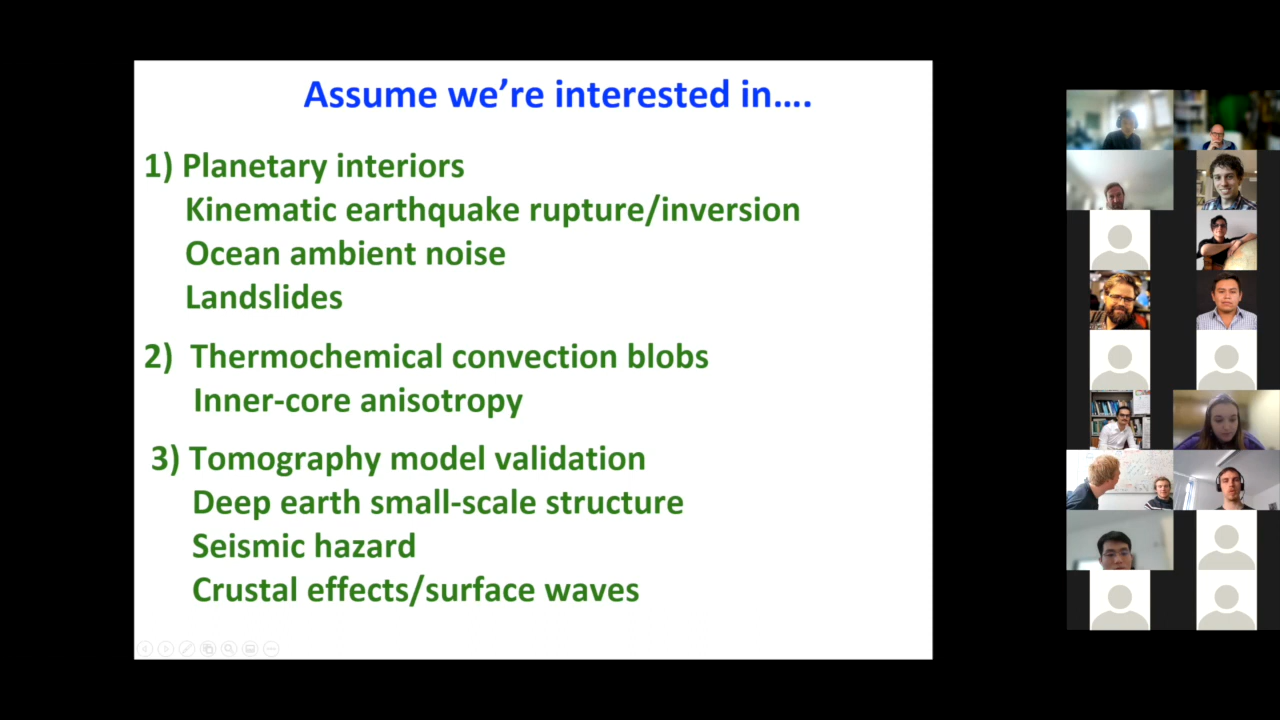 Assume we’re interested in....
1) Planetary interiors
Kinematic earthquake rupture/inversion
Ocean ambient noise
Landslides
2) Thermochemical convection blobs
Inner-core anisotropy
3) Tomography model validation
Deep earth small-scale structure
Seismic hazard
Crustal effects/surface waves